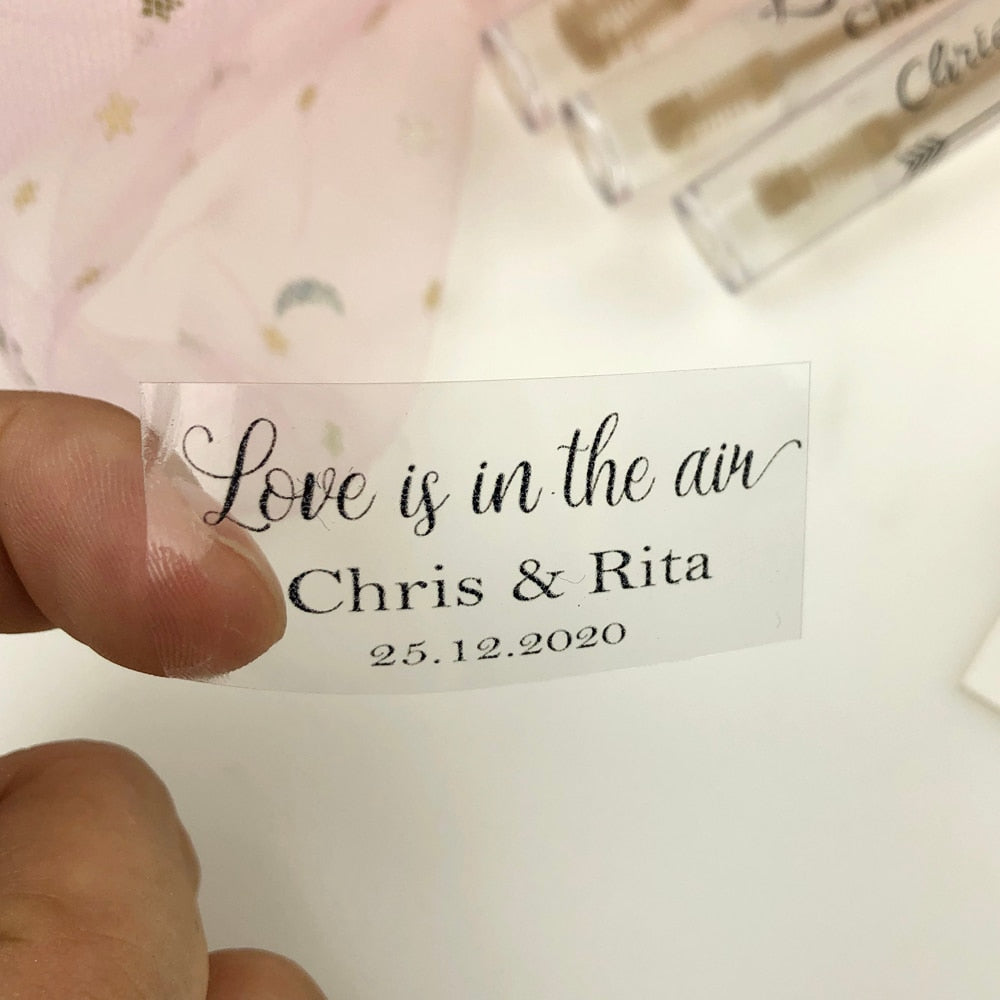 Love is in the air
Chris & Rita
25.12.2020